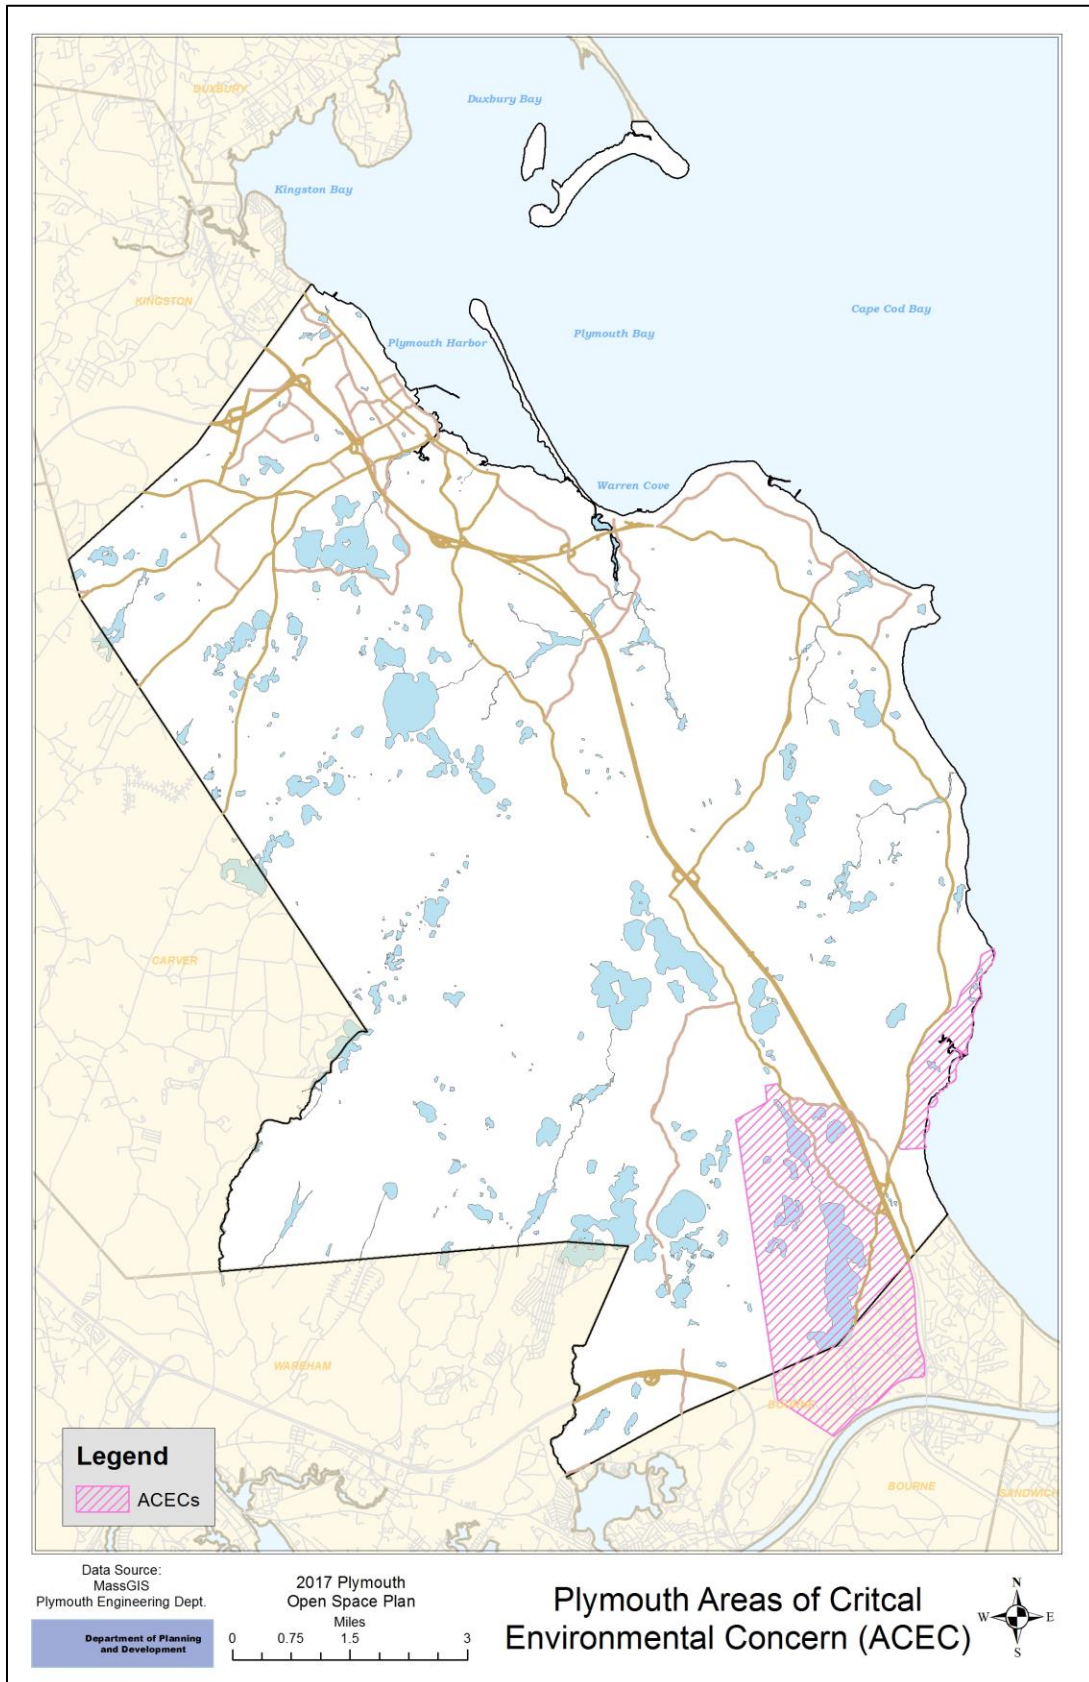 DUXBURY
Duxbury Bay
Kingston Bay
KINGSTON
Cape Cod Bay
Plymouth Harbor
Plymouth Bay
Warren Cove
CARVER
WAREHAM
BOURNE
BOURNE
SANDWICH
Legend
ACECs
Data Source:
MassGIS
Plymouth Engineering Dept.
Department of Planning
and Development
2017 Plymouth
Open Space Plan
Miles
0 0.75 1.5 3
Plymouth Areas of Critcal
Environmental Concern (ACEC)
N
W E
S